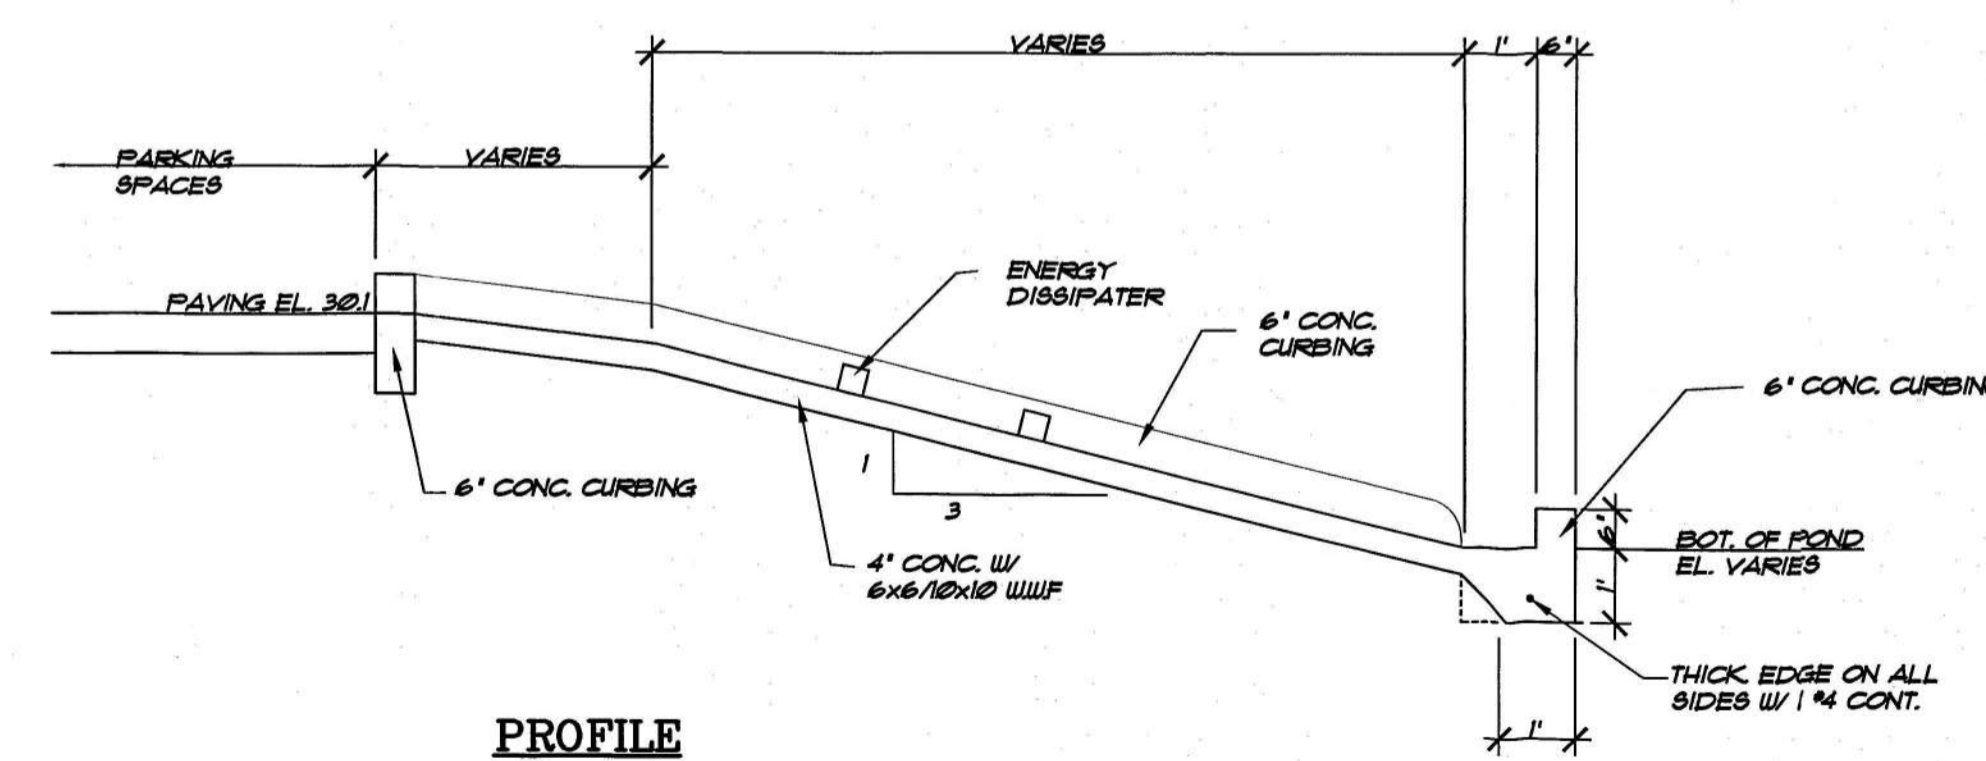 VARIES
1'
6"
PARKING
SPACES
VARIES
ENERGY
DISSIPATER
PAVING EL. 30.1
6" CONC.
CURBING
6" CONC. CURBIN
1
3
6" CONC. CURBING
4" CONC. W/
6x6/10x10 W.W.F
6"
BOT. OF POND
EL. VARIES
1'
THICK EDGE ON ALL
SIDES W/ 1 #4 CONT.
1'
PROFILE